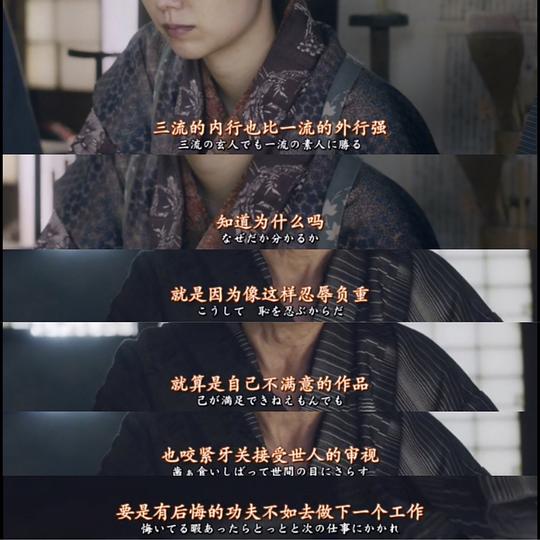 三流的内行也比一流的外行强
三流の玄人でも一流の素人に勝る
知道为什么吗
なぜだか分かるか
就是因为像这样忍辱负重
こうして 恥を忍ぶからだ
就算是自己不满意的作品
己が満足できねえもんでも
也咬紧牙关接受世人的审视
歯ぁ食いしばって世間の目にさらす
要是有后悔的功夫不如去做下一个工作
悔いてる暇あったらとっとと次の仕事にかかれ